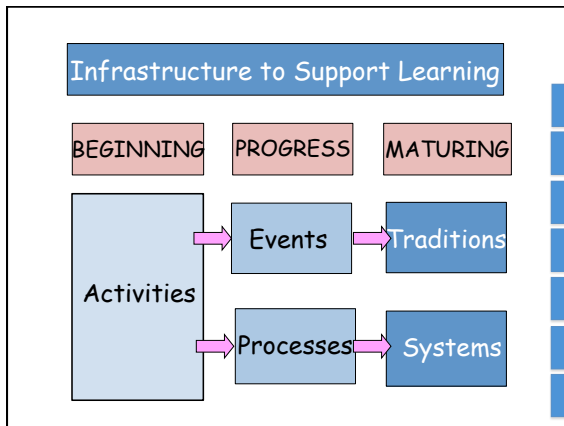 Infrastructure to Support Learning
BEGINNING PROGRESS MATURING
Events Traditions
Activities
Processes Systems